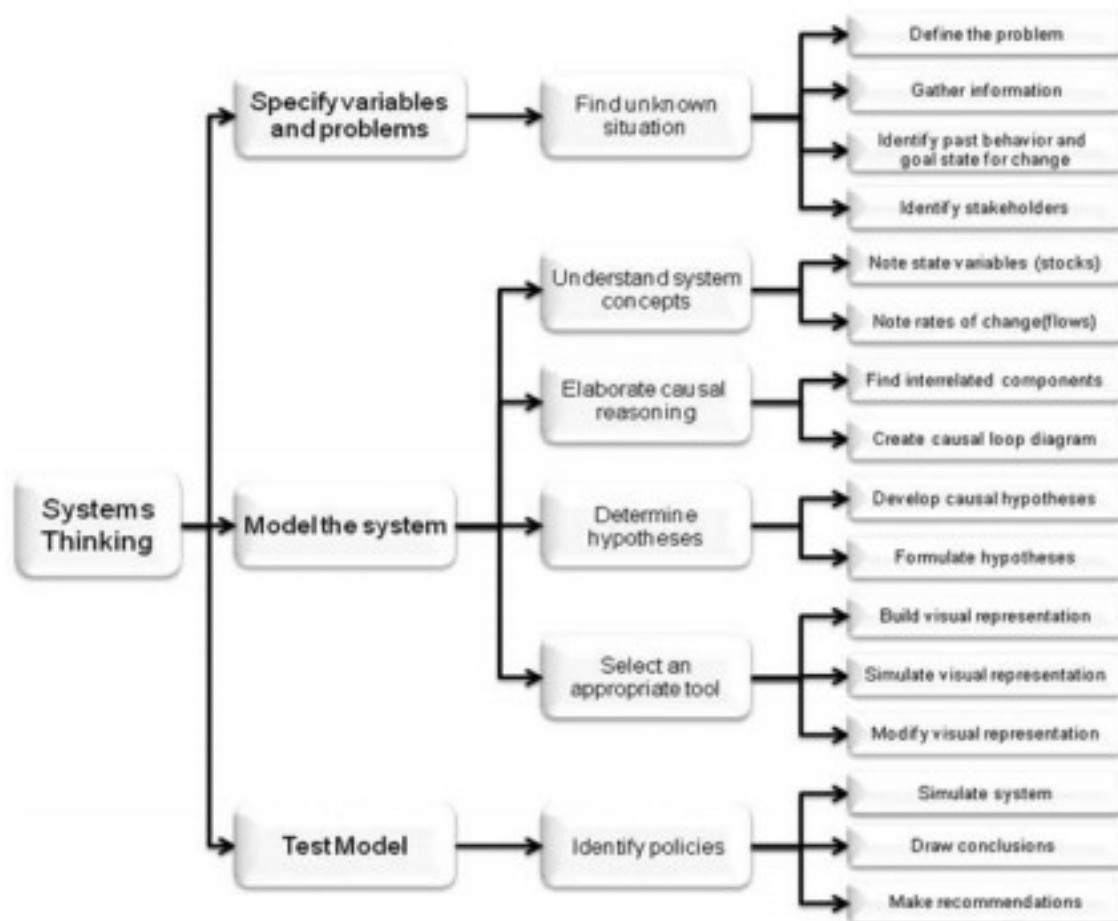 Systems
Thinking
Specify variables
and problems
Find unknown
situation
Define the problem
Gather information
Identify past behavior and
goal state for change
Identify stakeholders
Model the system
Understand system
concepts
Note state variables (stocks)
Note rates of change(flows)
Elaborate causal
reasoning
Find interrelated components
Create causal loop diagram
Determine
hypotheses
Develop causal hypotheses
Formulate hypotheses
Select an
appropriate tool
Build visual representation
Simulate visual representation
Modify visual representation
Test Model
Identify policies
Simulate system
Draw conclusions
Make recommendations